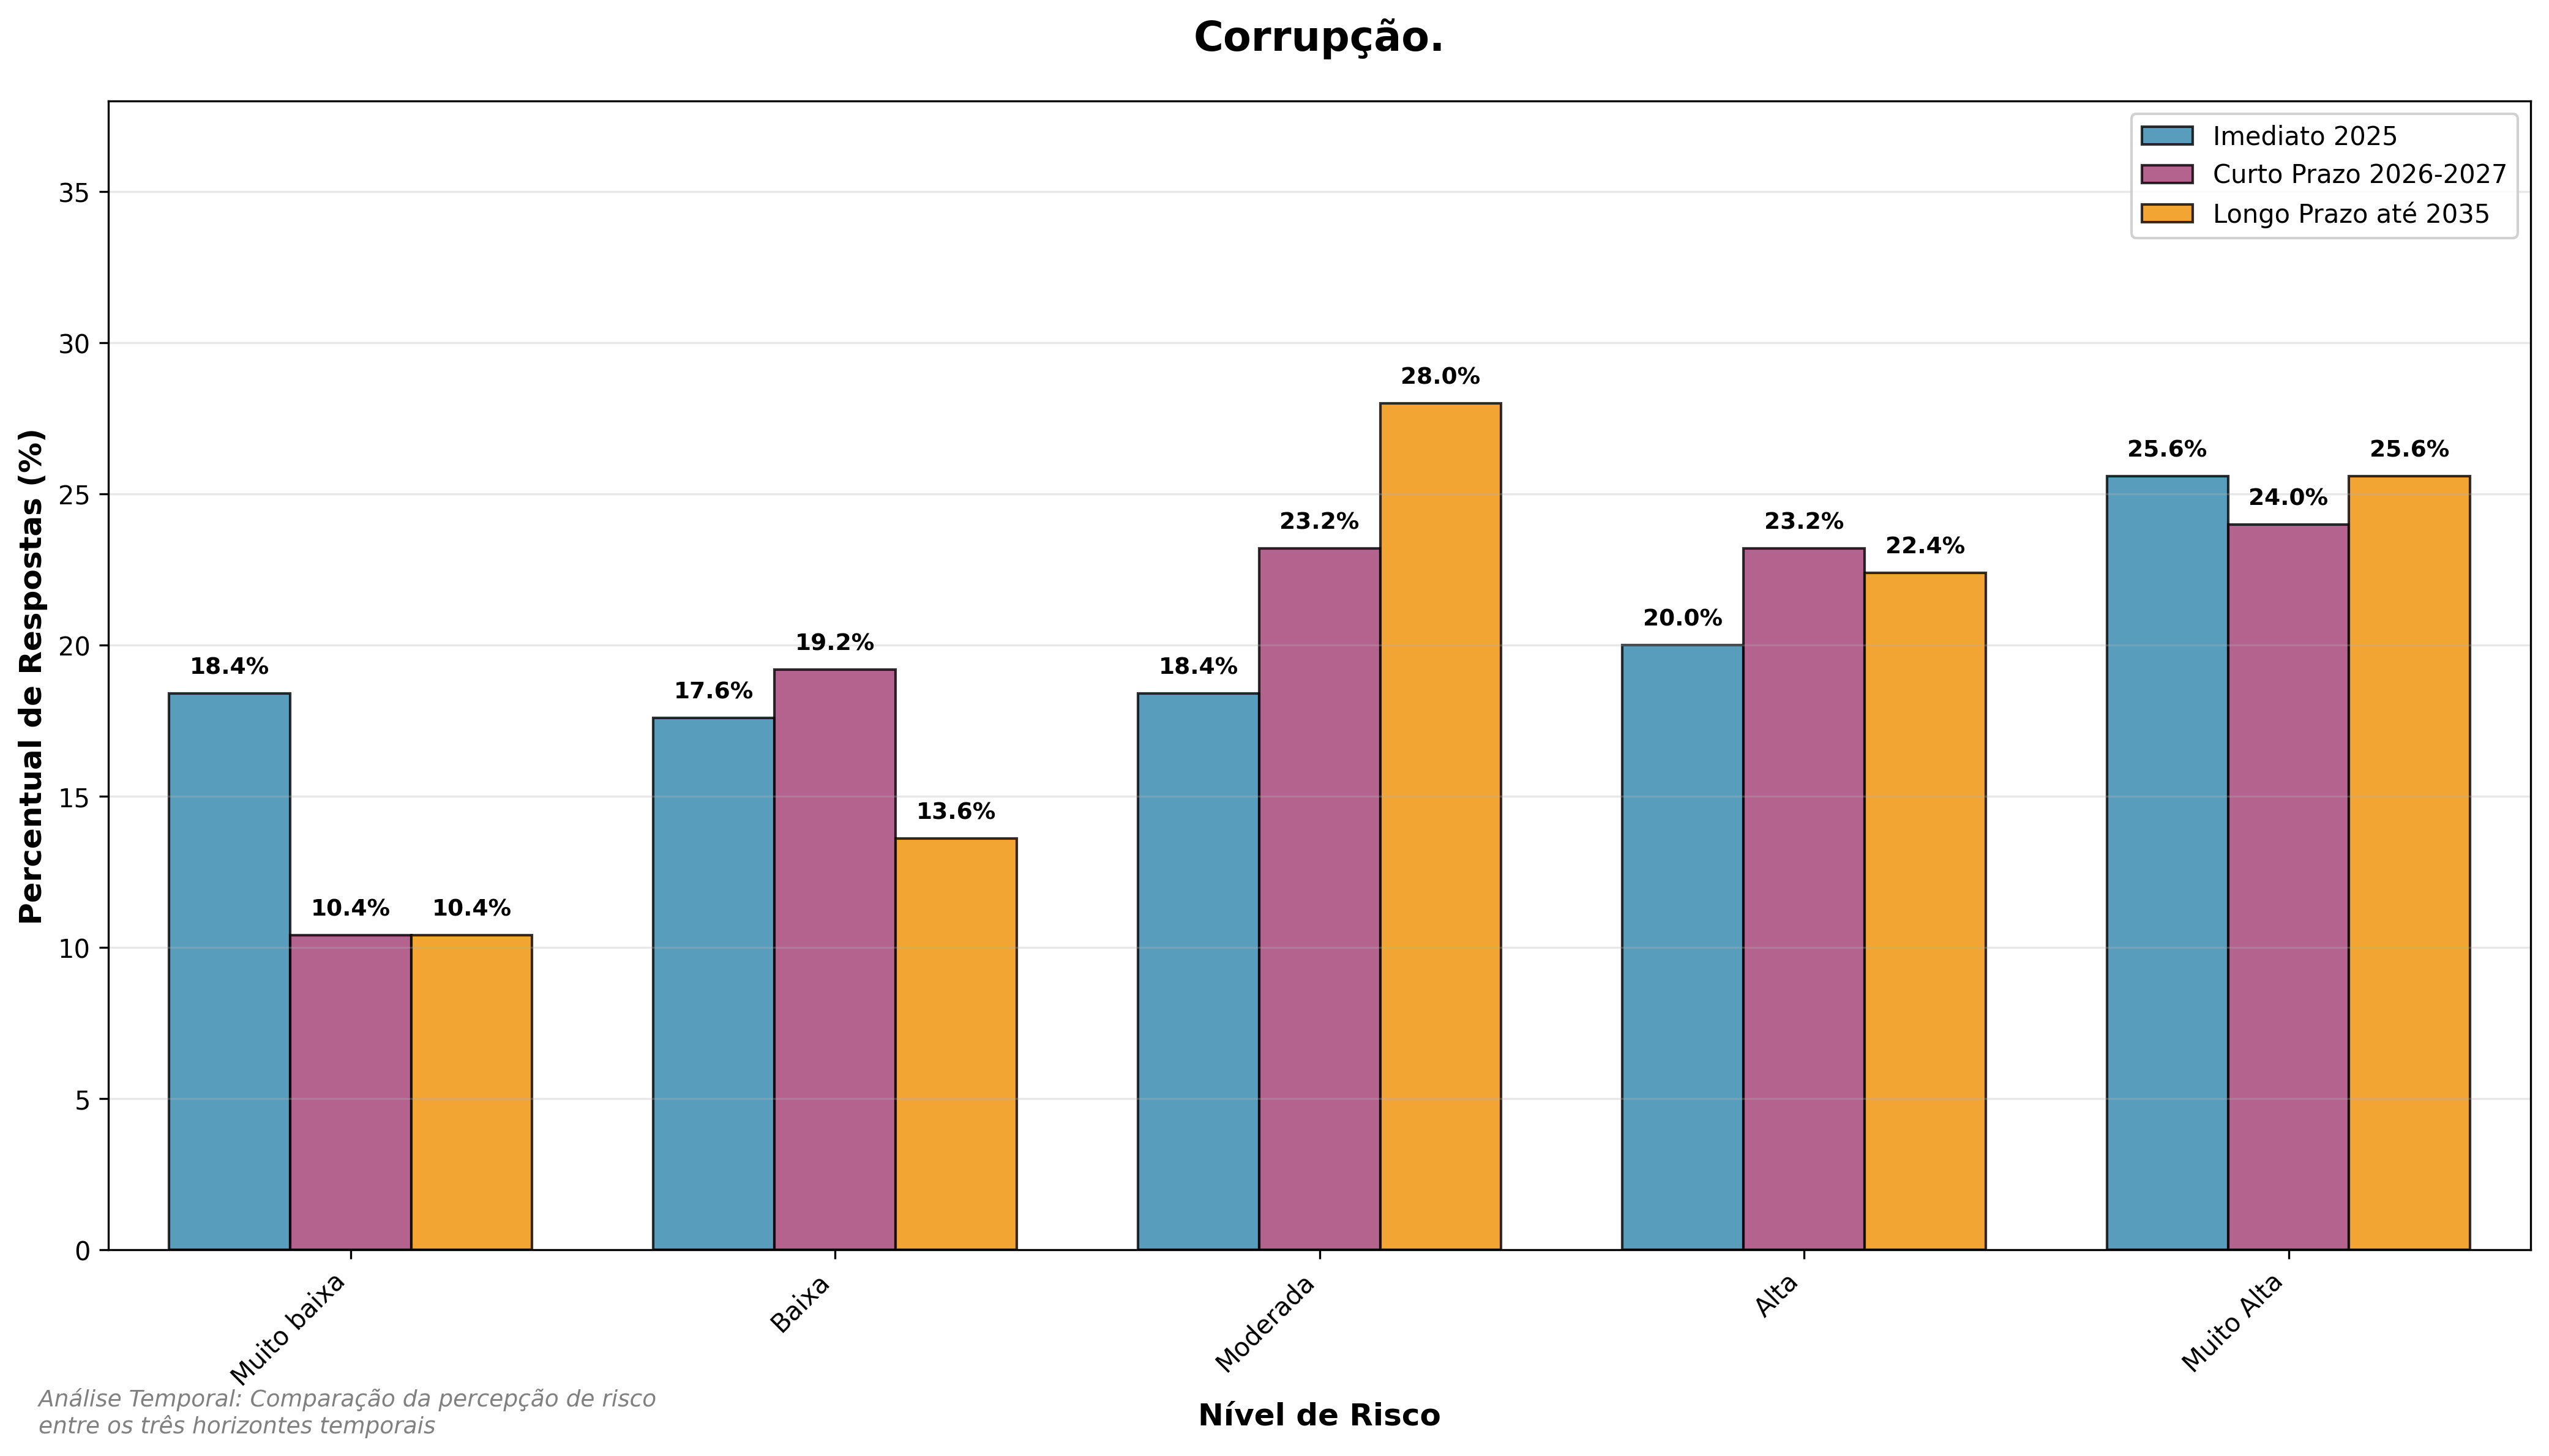 Corrupção.
Imediato 2025
Curto Prazo 2026-2027
Longo Prazo até 2035
Percentual de Respostas (%)
35
30
25
20
15
10
5
0
18.4%
10.4%
10.4%
17.6%
19.2%
13.6%
18.4%
23.2%
28.0%
20.0%
23.2%
22.4%
25.6%
24.0%
25.6%
Muito baixa
Baixa
Moderada
Alta
Muito Alta
Nível de Risco
Análise Temporal: Comparação da percepção de risco
entre os três horizontes temporais